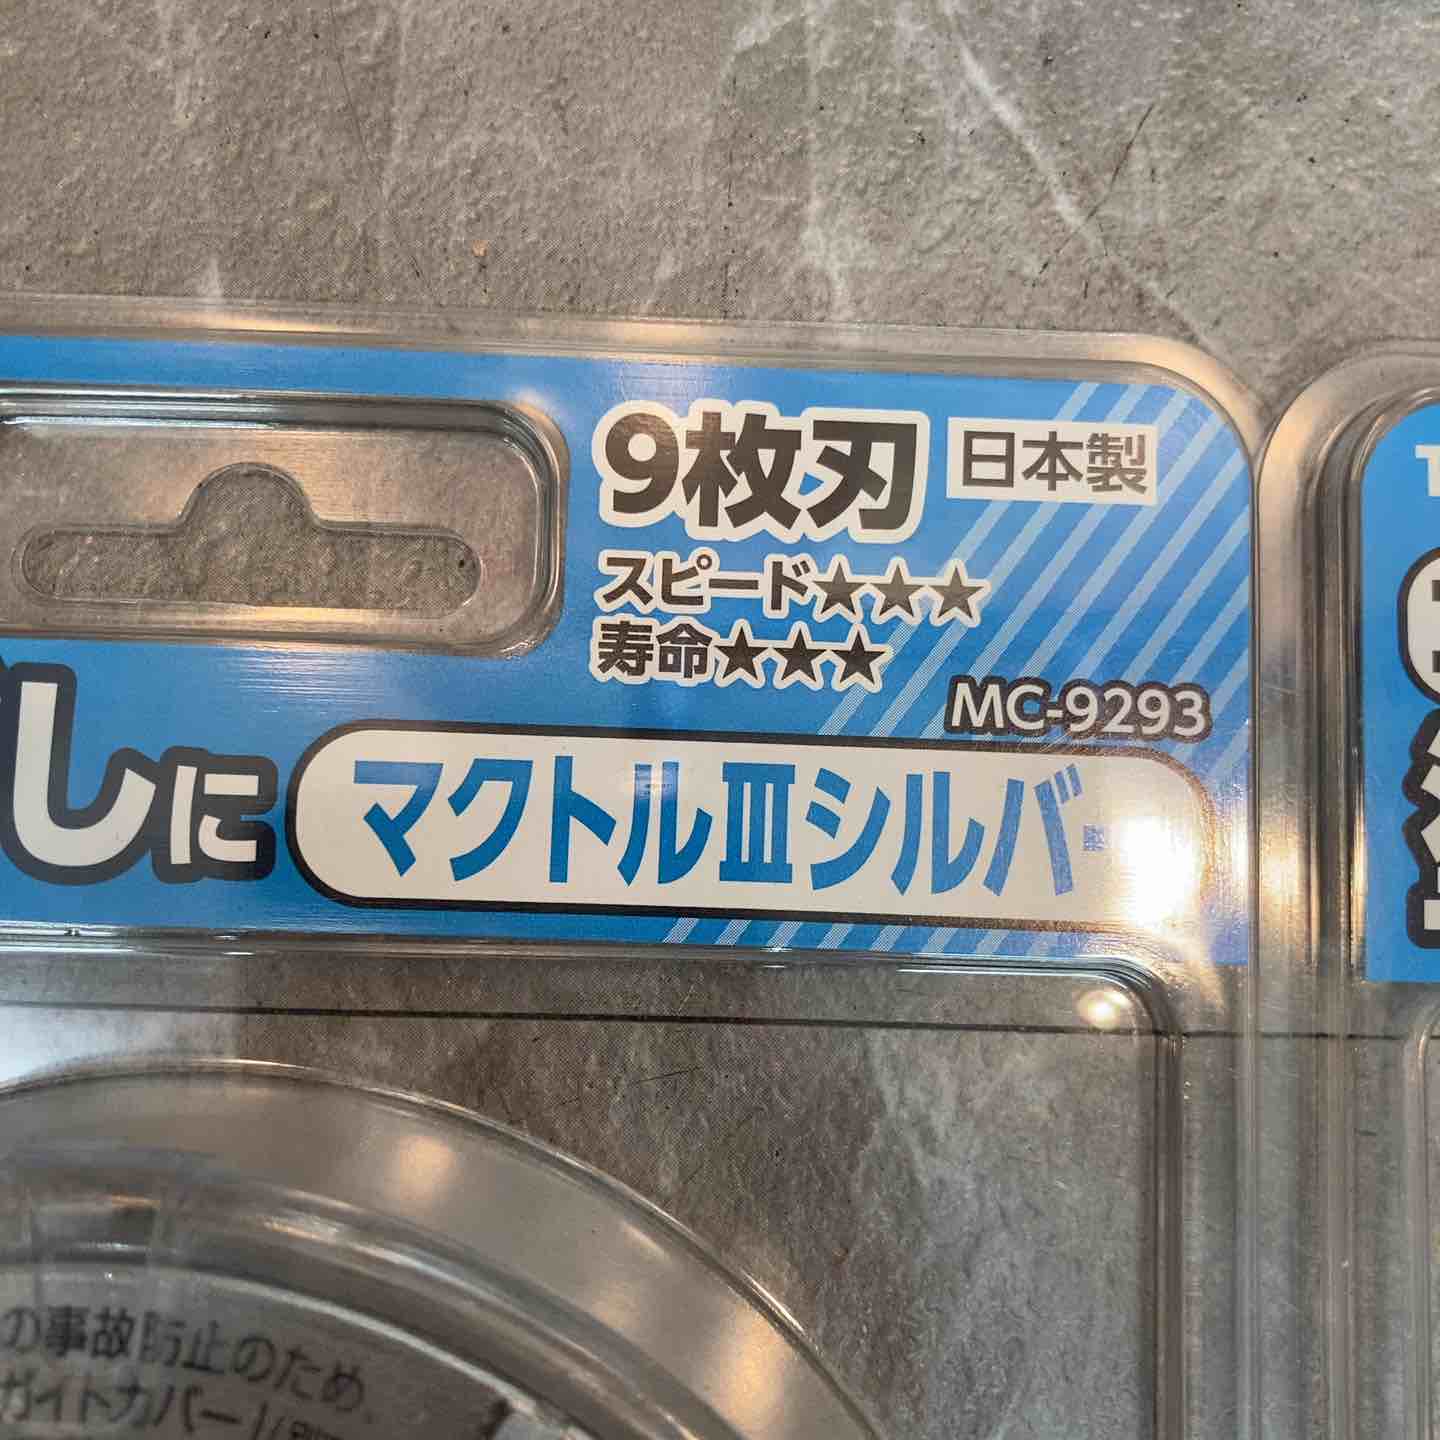 9枚刃 日本製
スピード★★★
寿命★★★
MC-9293
しに マクトルⅢシルバー
の事故防止のため
ガイドカバー